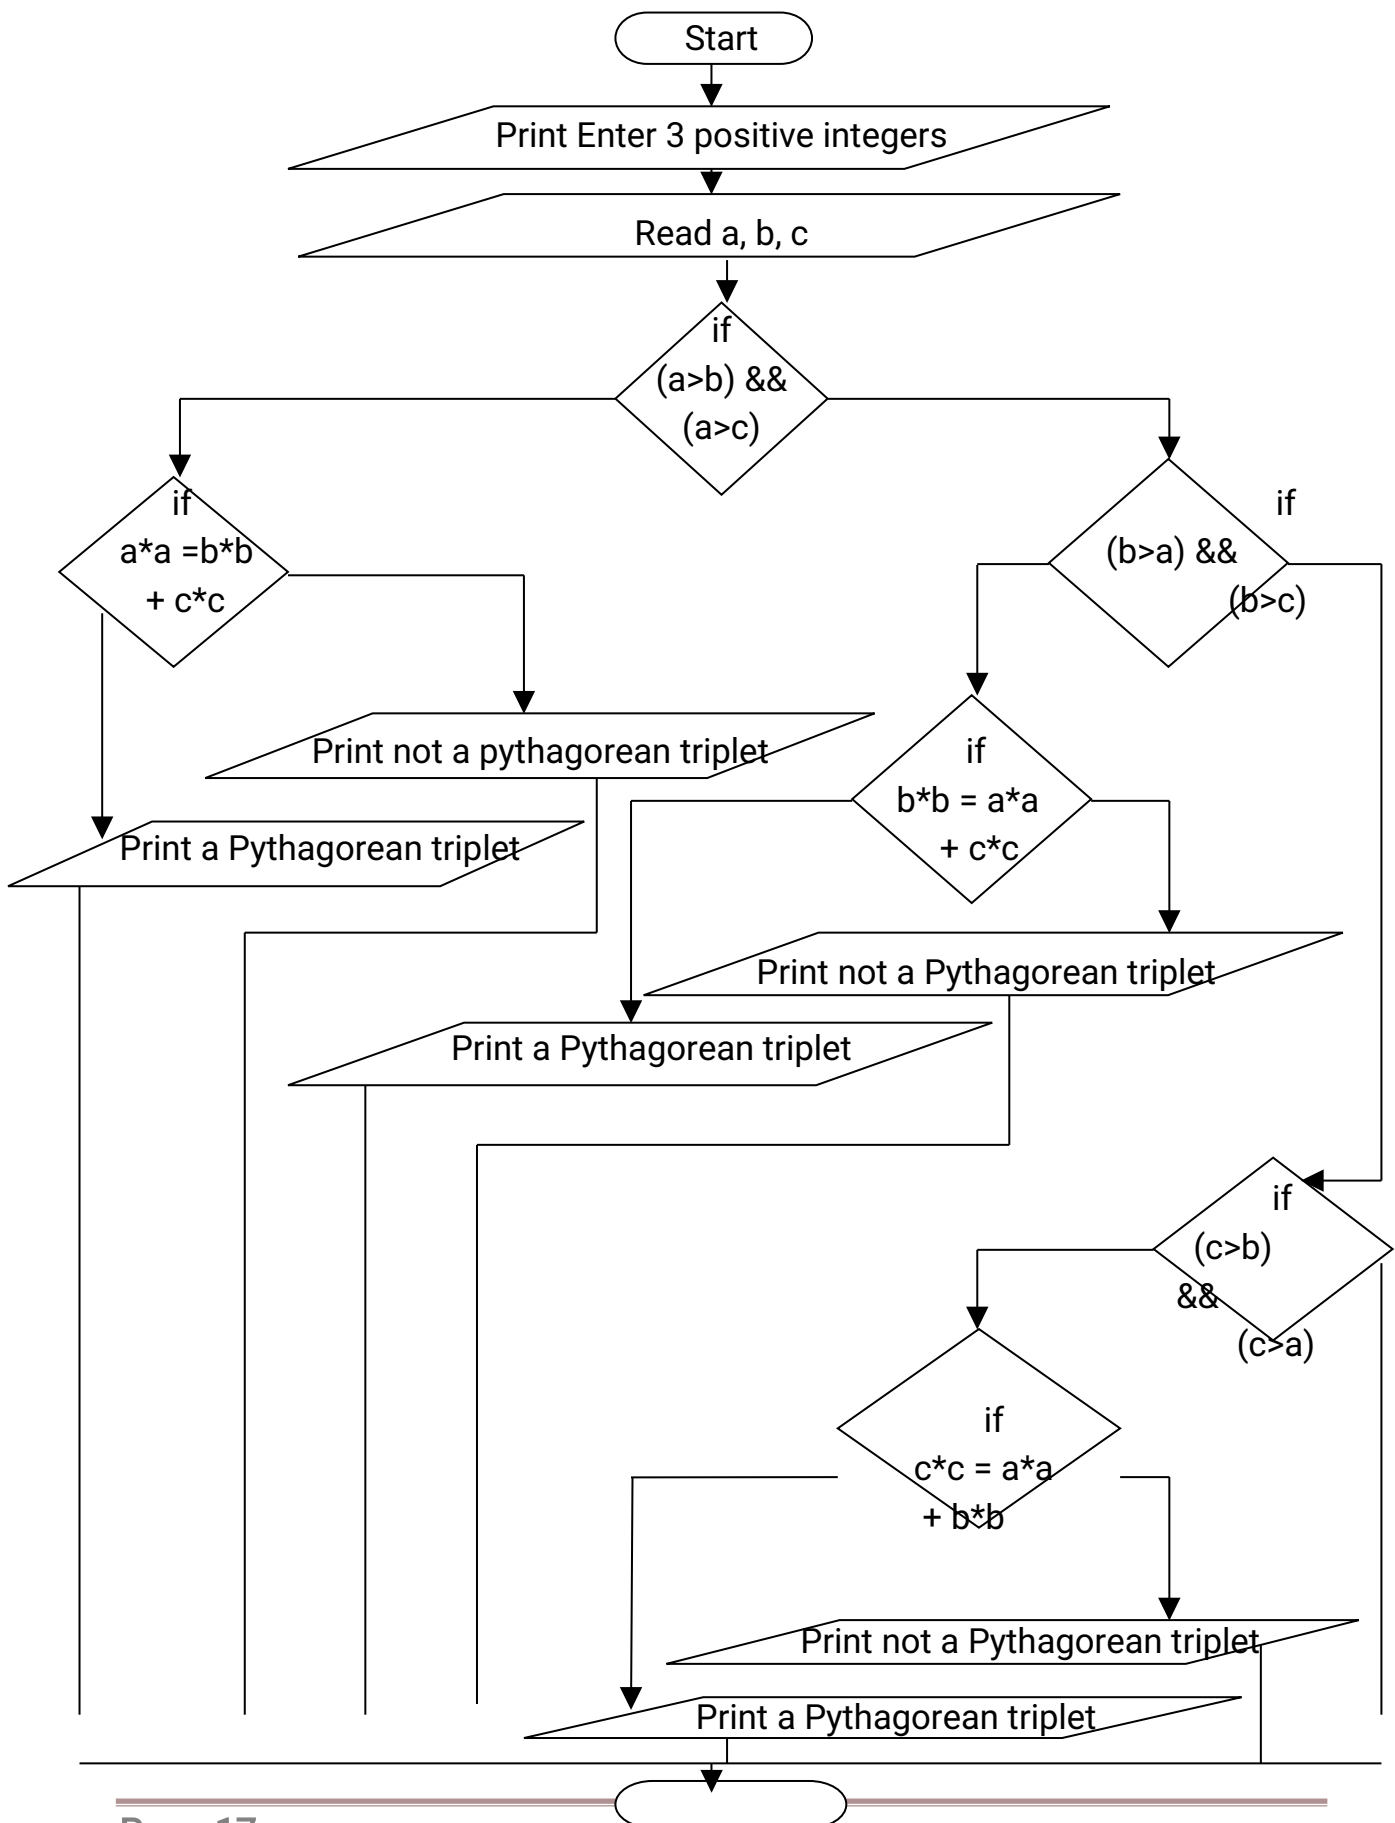 Start
Print Enter 3 positive integers
Read a, b, c
if
(a>b) &&
(a>c)
if
a*a =b*b
+ c*c
if
(b>a) &&
(b>c)
Print not a pythagorean triplet
if
b*b = a*a
+ c*c
Print a Pythagorean triplet
Print not a Pythagorean triplet
Print a Pythagorean triplet
if
(c>b)
&&
(c>a)
if
c*c = a*a
+ b*b
Print not a Pythagorean triplet
Print a Pythagorean triplet